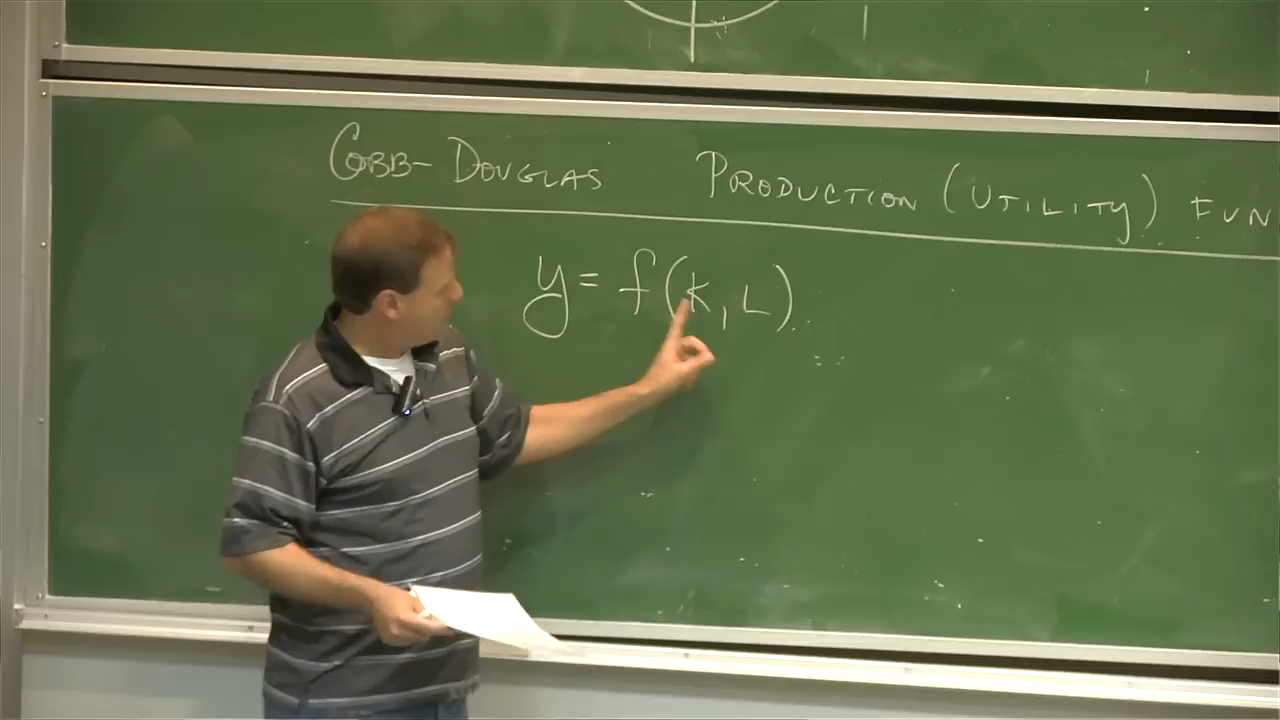 COBB-DOUGLAS PRODUCTION (UTILITY) FUN
y = f(K, L)